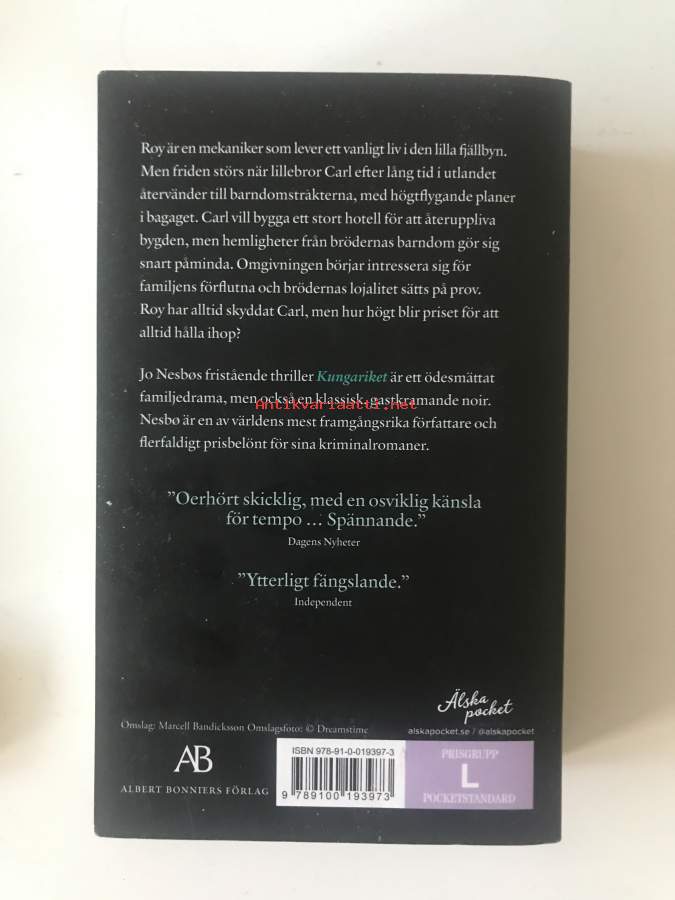 Roy är en mekaniker som lever ett vanligt liv i den lilla fjällbyn.
Men friden störs när lillebror Carl efter lång tid i utlandet
återvänder till barndomstrakterna, med högtflygande planer
i bagaget. Carl vill bygga ett stort hotell för att återuppliva
bygden, men hemligheter från brödernas barndom gör sig
snart påminda. Omgivningen börjar intressera sig för
familjens förflutna och brödernas lojalitet sätts på prov.
Roy har alltid skyddat Carl, men hur högt blir priset för att
alltid hålla ihop?
Jo Nesbøs fristående thriller Kungariket är ett ödesmättat
familjedrama, men också en klassisk, gastkramande noir.
Antikvariaatti.net
Nesbø är en av världens mest framgångsrika författare och
flerfaldigt prisbelönt för sina kriminalromaner.
”Oerhört skicklig, med en osviklig känsla
för tempo … Spännande.”
Dagens Nyheter
”Ytterligt fängslande.”
Independent
Älska
pocket
Omslag: Marcell Bandicksson Omslagsfoto: © Dreamstime
alskapocket.se / @alskapocket
AB
ALBERT BONNIERS FÖRLAG
ISBN 978-91-0-019397-3
9 789100 193973
PRISGRUPP
L
POCKETSTANDARD